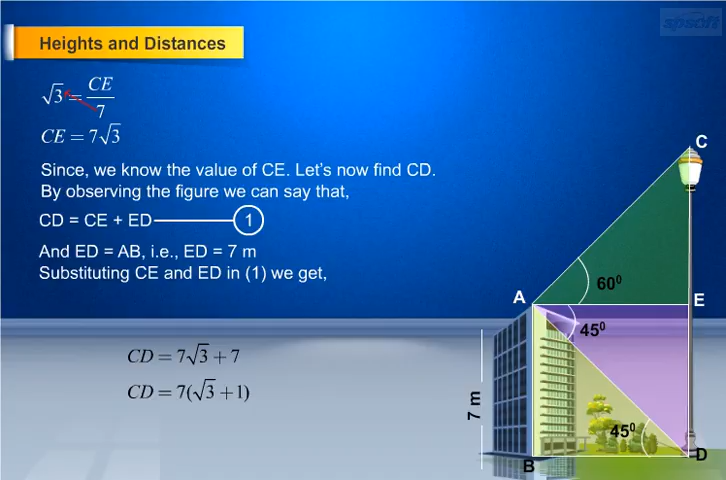 spsoft
Heights and Distances
√3 = CE/7
CE = 7√3
Since, we know the value of CE. Let's now find CD.
By observing the figure we can say that,
CD = CE + ED 1
And ED = AB, i.e., ED = 7 m
Substituting CE and ED in (1) we get,
CD = 7√3 + 7
CD = 7(√3 + 1)
C
60⁰
A
E
45⁰
7 m
45⁰
B
D